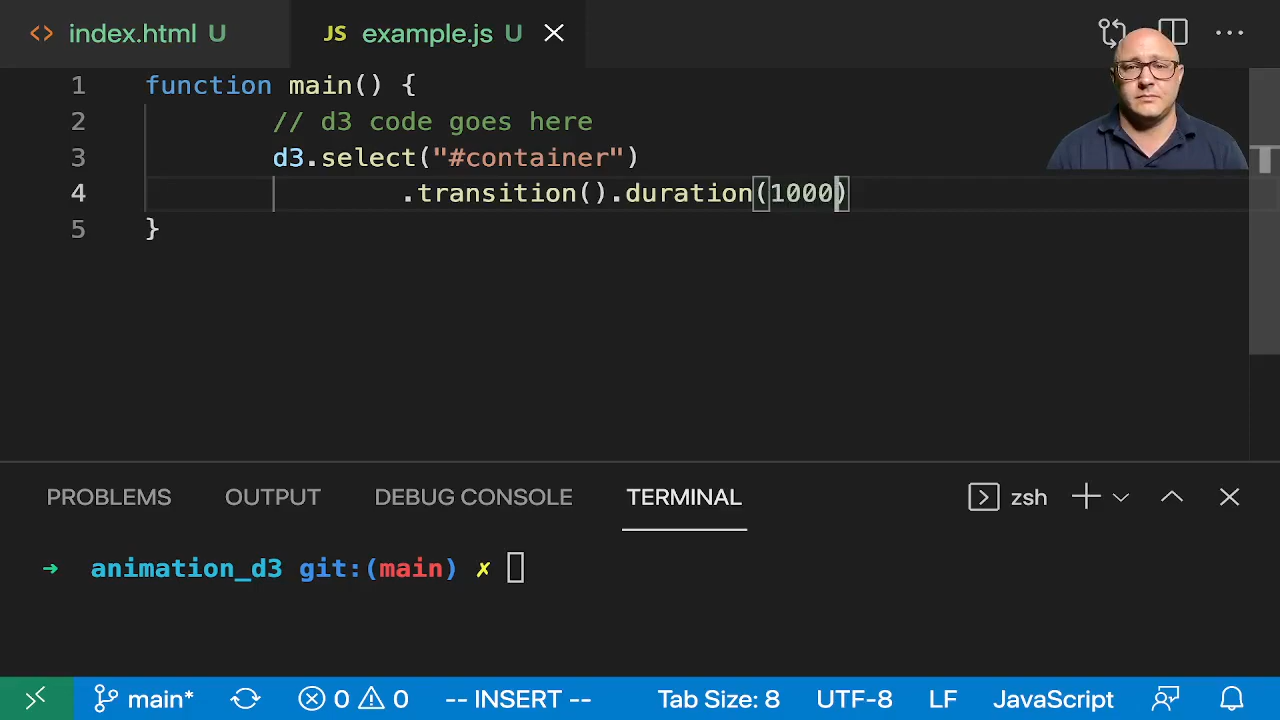 index.html U
JS example.js U
1 function main() {
2 // d3 code goes here
3 d3.select("#container")
4 .transition().duration(1000)
5 }
PROBLEMS OUTPUT DEBUG CONSOLE TERMINAL zsh
→ animation_d3 git:(main) ✗
main* 0 0 -- INSERT -- Tab Size: 8 UTF-8 LF JavaScript